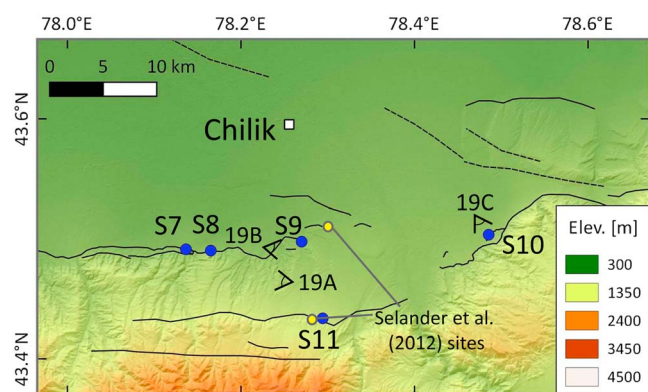 78.0°E 78.2°E 78.4°E 78.6°E
0 5 10 km
43.6°N
Chilik
S7 S8 19B S9 19C
S10
19A
Selander et al.
(2012) sites
S11
43.4°N
Elev. [m]
300
1350
2400
3450
4500